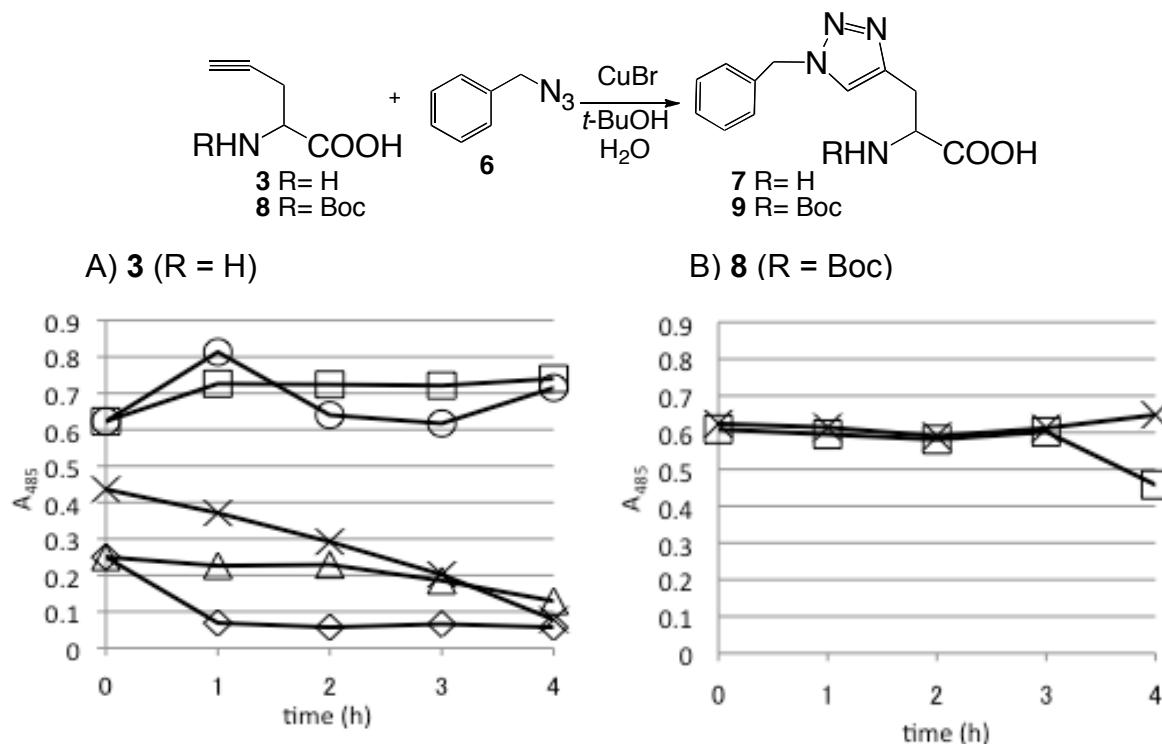 N=N
N
+
N3
CuBr
t-BuOH
H2O
RHN COOH
6
RHN COOH
3 R= H
8 R= Boc
7 R= H
9 R= Boc
A) 3 (R = H)
B) 8 (R = Boc)
0.9
0.8
0.7
0.6
0.5
0.4
0.3
0.2
0.1
0
A485
0 1 2 3 4
time (h)
0.9
0.8
0.7
0.6
0.5
0.4
0.3
0.2
0.1
0
A485
0 1 2 3 4
time (h)